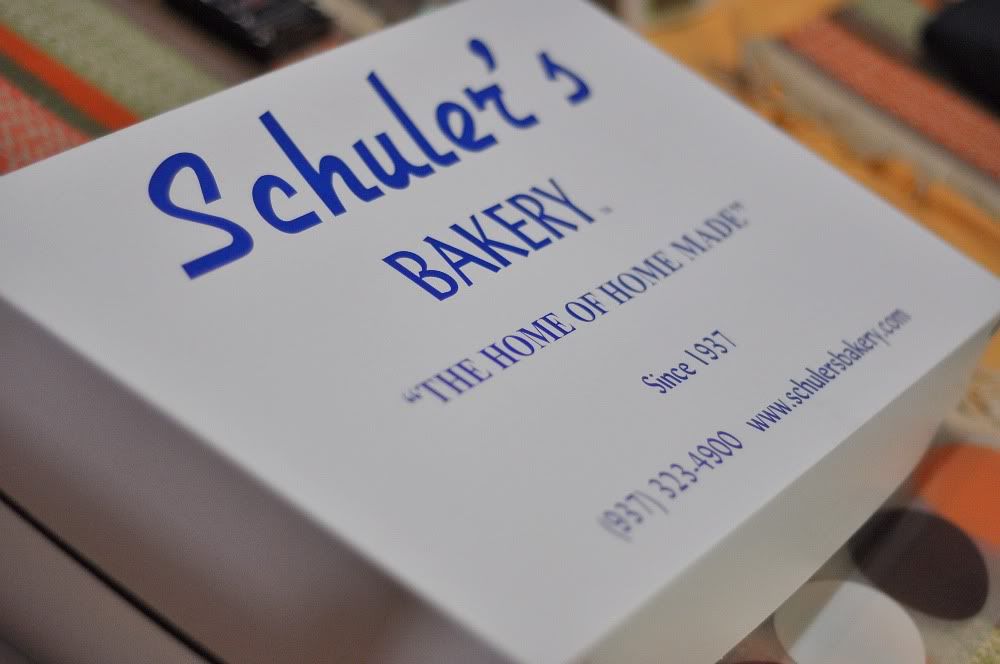 Schuler's
BAKERY™
"THE HOME OF HOME MADE"
Since 1937
(937) 323-4900 www.schulersbakery.com